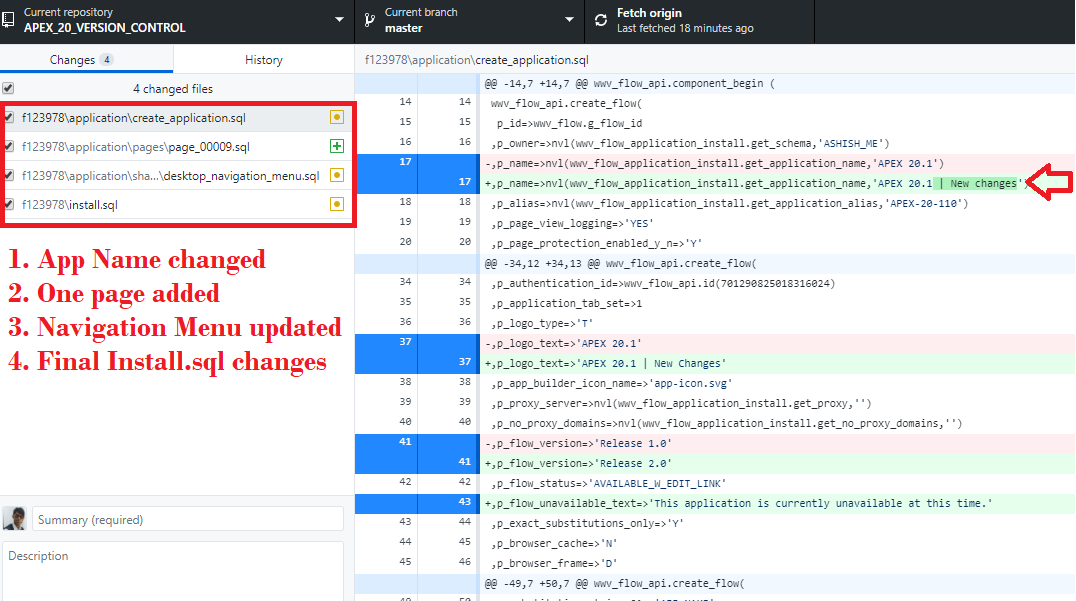 Current repository
APEX_20_VERSION_CONTROL
Current branch
master
Fetch origin
Last fetched 18 minutes ago
Changes 4
History
4 changed files
f123978\application\create_application.sql
f123978\application\pages\page_00009.sql
f123978\application\sha...\desktop_navigation_menu.sql
f123978\install.sql
1. App Name changed
2. One page added
3. Navigation Menu updated
4. Final Install.sql changes
Summary (required)
Description
f123978\application\create_application.sql
@@ -14,7 +14,7 @@ wwv_flow_api.component_begin (
14 14 wwv_flow_api.create_flow(
15 15 p_id=>wwv_flow.g_flow_id
16 16 ,p_owner=>nvl(wwv_flow_application_install.get_schema,'ASHISH_ME')
17 -,p_name=>nvl(wwv_flow_application_install.get_application_name,'APEX 20.1')
17 +,p_name=>nvl(wwv_flow_application_install.get_application_name,'APEX 20.1 | New changes')
18 18 ,p_alias=>nvl(wwv_flow_application_install.get_application_alias,'APEX-20-110')
19 19 ,p_page_view_logging=>'YES'
20 20 ,p_page_protection_enabled_y_n=>'Y'
@@ -34,12 +34,13 @@ wwv_flow_api.create_flow(
34 34 ,p_authentication_id=>wwv_flow_api.id(701290825018316024)
35 35 ,p_application_tab_set=>1
36 36 ,p_logo_type=>'T'
37 -,p_logo_text=>'APEX 20.1'
37 +,p_logo_text=>'APEX 20.1 | New Changes'
38 38 ,p_app_builder_icon_name=>'app-icon.svg'
39 39 ,p_proxy_server=>nvl(wwv_flow_application_install.get_proxy,'')
40 40 ,p_no_proxy_domains=>nvl(wwv_flow_application_install.get_no_proxy_domains,'')
41 -,p_flow_version=>'Release 1.0'
41 +,p_flow_version=>'Release 2.0'
42 42 ,p_flow_status=>'AVAILABLE_W_EDIT_LINK'
43 +,p_flow_unavailable_text=>'This application is currently unavailable at this time.'
43 44 ,p_exact_substitutions_only=>'Y'
44 45 ,p_browser_cache=>'N'
45 46 ,p_browser_frame=>'D'
@@ -49,7 +50,7 @@ wwv_flow_api.create_flow(